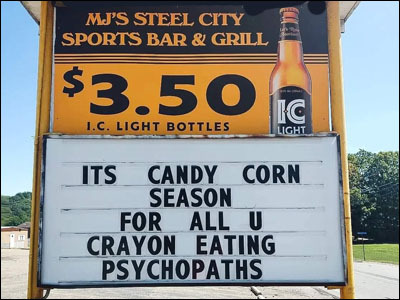 MJ'S STEEL CITY
SPORTS BAR & GRILL
$3.50
I.C. LIGHT BOTTLES
IC
LIGHT
ITS CANDY CORN
SEASON
FOR ALL U
CRAYON EATING
PSYCHOPATHS